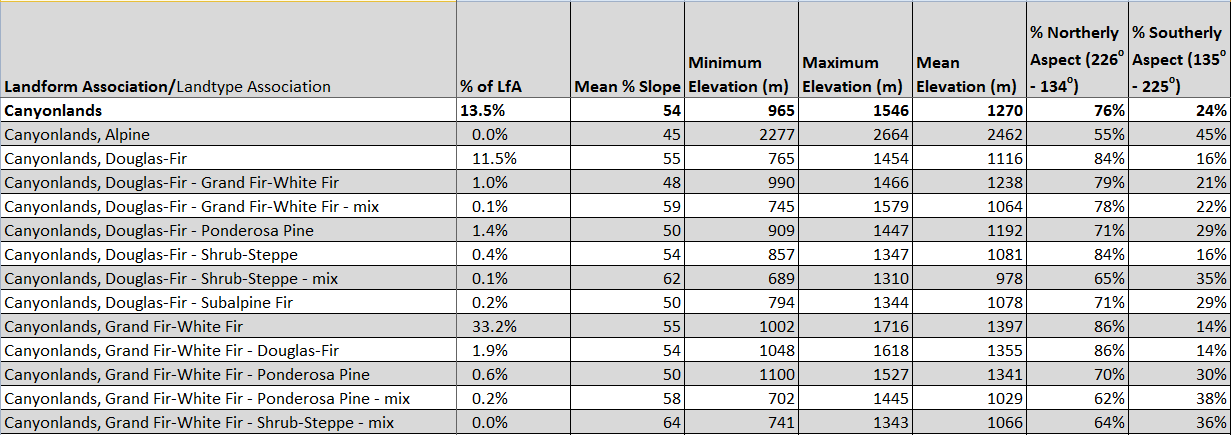 Landform Association/Landtype Association % of LfA Mean % Slope Minimum Elevation (m) Maximum Elevation (m) Mean Elevation (m) % Northerly Aspect (226° - 134°) % Southerly Aspect (135° - 225°)
Canyonlands 13.5% 54 965 1546 1270 76% 24%
Canyonlands, Alpine 0.0% 45 2277 2664 2462 55% 45%
Canyonlands, Douglas-Fir 11.5% 55 765 1454 1116 84% 16%
Canyonlands, Douglas-Fir - Grand Fir-White Fir 1.0% 48 990 1466 1238 79% 21%
Canyonlands, Douglas-Fir - Grand Fir-White Fir - mix 0.1% 59 745 1579 1064 78% 22%
Canyonlands, Douglas-Fir - Ponderosa Pine 1.4% 50 909 1447 1192 71% 29%
Canyonlands, Douglas-Fir - Shrub-Steppe 0.4% 54 857 1347 1081 84% 16%
Canyonlands, Douglas-Fir - Shrub-Steppe - mix 0.1% 62 689 1310 978 65% 35%
Canyonlands, Douglas-Fir - Subalpine Fir 0.2% 50 794 1344 1078 71% 29%
Canyonlands, Grand Fir-White Fir 33.2% 55 1002 1716 1397 86% 14%
Canyonlands, Grand Fir-White Fir - Douglas-Fir 1.9% 54 1048 1618 1355 86% 14%
Canyonlands, Grand Fir-White Fir - Ponderosa Pine 0.6% 50 1100 1527 1341 70% 30%
Canyonlands, Grand Fir-White Fir - Ponderosa Pine - mix 0.2% 58 702 1445 1029 62% 38%
Canyonlands, Grand Fir-White Fir - Shrub-Steppe - mix 0.0% 64 741 1343 1066 64% 36%